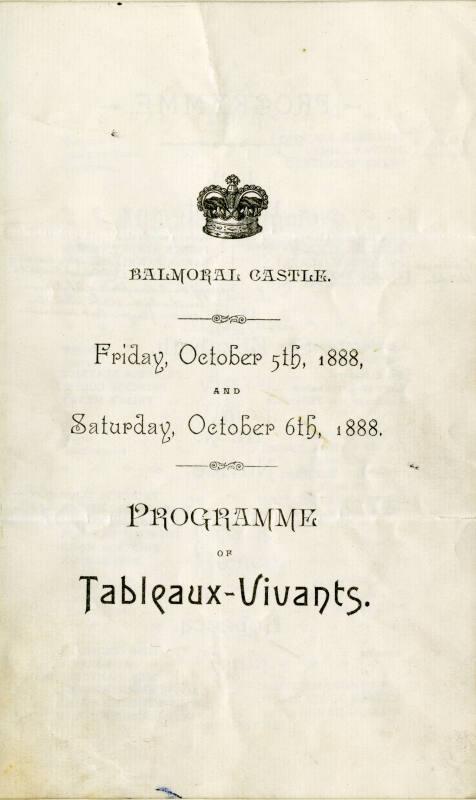 BALMORAL CASTLE.
Friday, October 5th, 1888,
AND
Saturday, October 6th, 1888.
PROGRAMME
OF
Tableaux-Vivants.